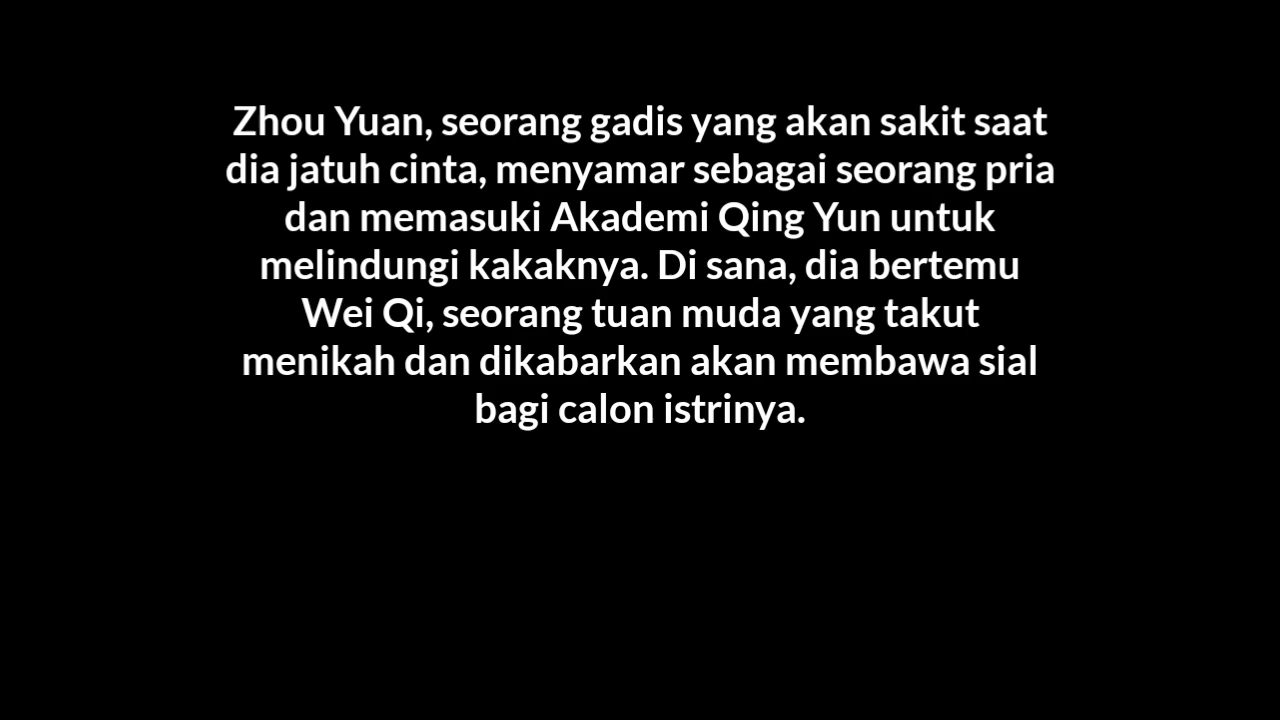 Zhou Yuan, seorang gadis yang akan sakit saat
dia jatuh cinta, menyamar sebagai seorang pria
dan memasuki Akademi Qing Yun untuk
melindungi kakaknya. Di sana, dia bertemu
Wei Qi, seorang tuan muda yang takut
menikah dan dikabarkan akan membawa sial
bagi calon istrinya.